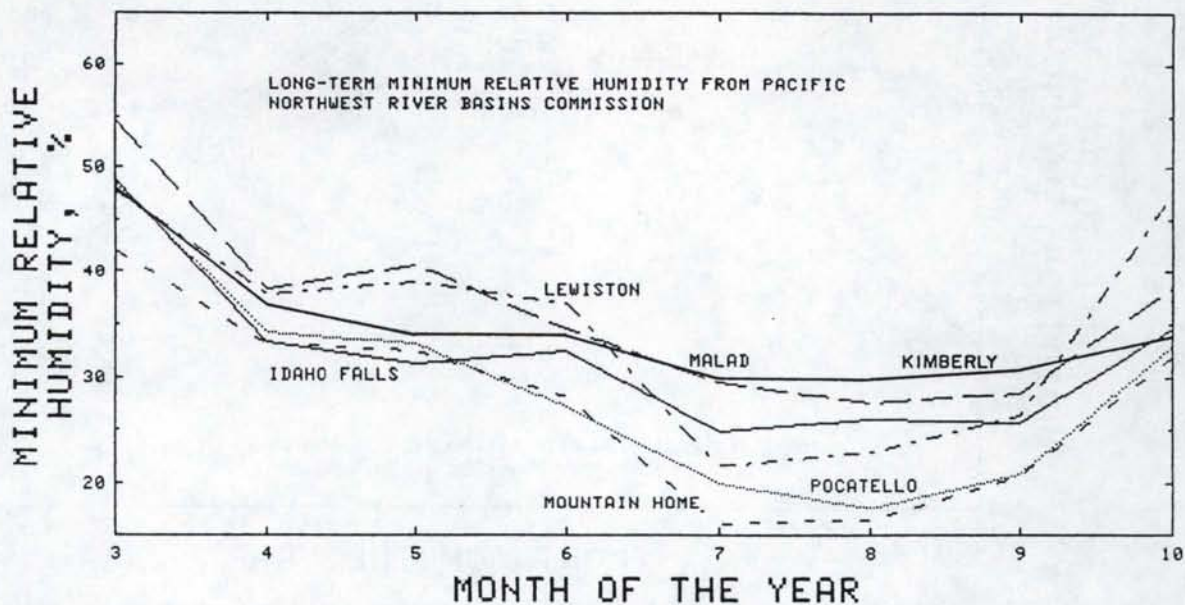 60
50
40
30
20
LONG-TERM MINIMUM RELATIVE HUMIDITY FROM PACIFIC
NORTHWEST RIVER BASINS COMMISSION
MINIMUM RELATIVE
HUMIDITY, %
LEWISTON
MALAD
KIMBERLY
IDAHO FALLS
MOUNTAIN HOME
POCATELLO
3 4 5 6 7 8 9 10
MONTH OF THE YEAR